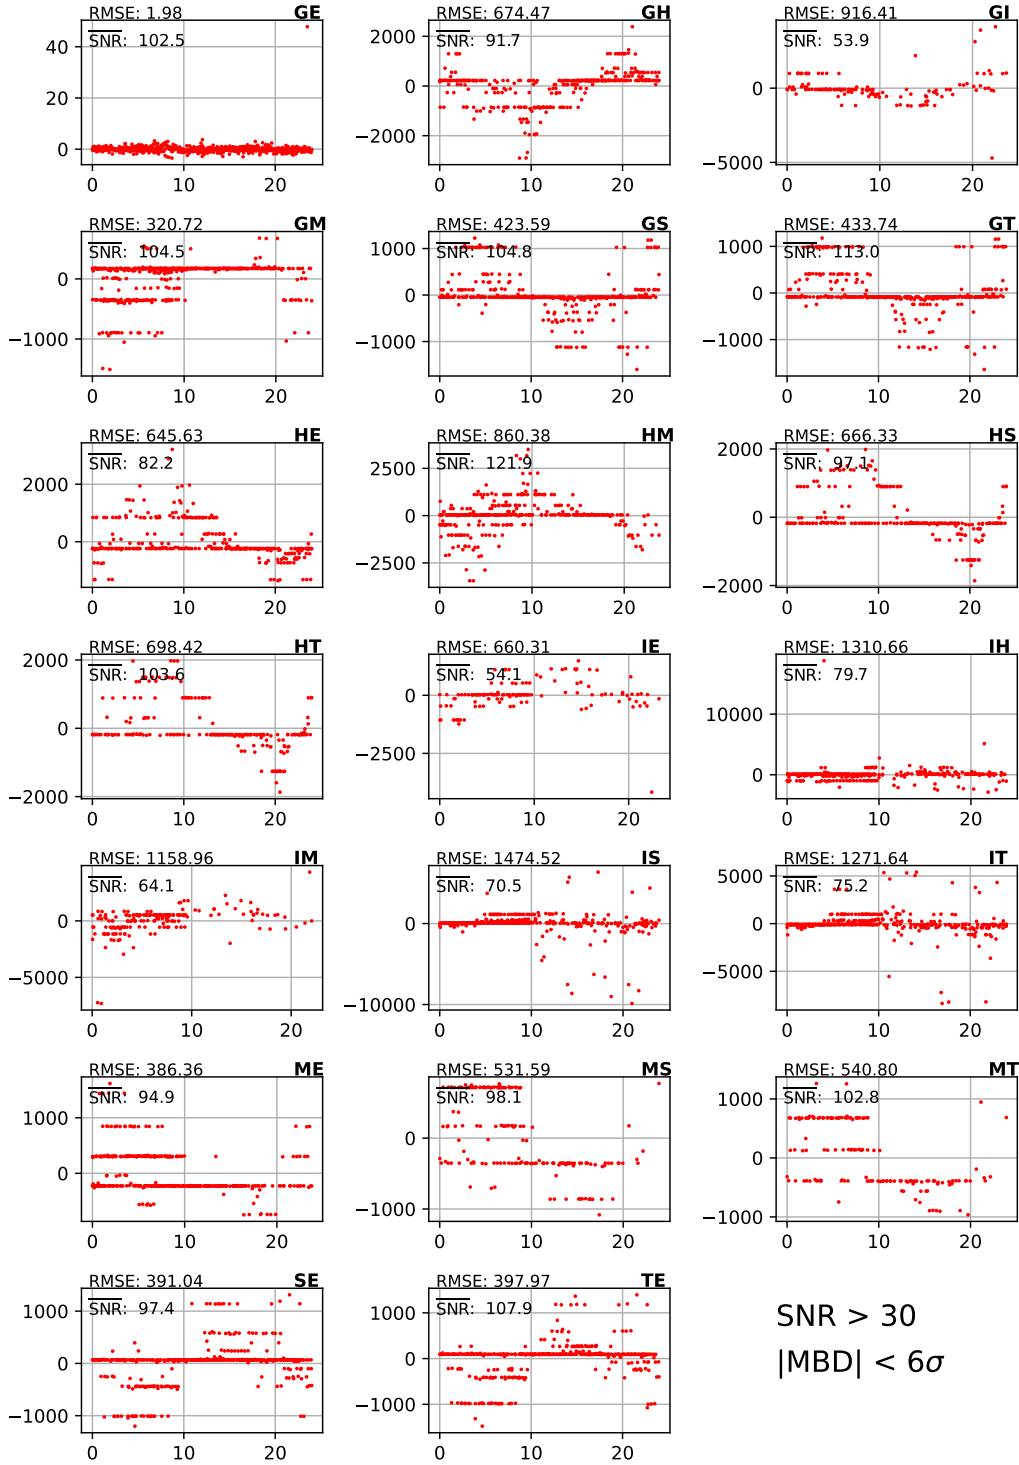 RMSE: 1.98 GE
SNR: 102.5
40
20
0
0 10 20
RMSE: 674.47 GH
SNR: 91.7
2000
0
−2000
0 10 20
RMSE: 916.41 GI
SNR: 53.9
0
−5000
0 10 20
RMSE: 320.72 GM
SNR: 104.5
0
−1000
0 10 20
RMSE: 423.59 GS
SNR: 104.8
1000
0
−1000
0 10 20
RMSE: 433.74 GT
SNR: 113.0
1000
0
−1000
0 10 20
RMSE: 645.63 HE
SNR: 82.2
2000
0
0 10 20
RMSE: 860.38 HM
SNR: 121.9
2500
0
−2500
0 10 20
RMSE: 666.33 HS
SNR: 97.1
2000
0
−2000
0 10 20
RMSE: 698.42 HT
SNR: 103.6
2000
0
−2000
0 10 20
RMSE: 660.31 IE
SNR: 54.1
0
−2500
0 10 20
RMSE: 1310.66 IH
SNR: 79.7
10000
0
0 10 20
RMSE: 1158.96 IM
SNR: 64.1
0
−5000
0 10 20
RMSE: 1474.52 IS
SNR: 70.5
0
−10000
0 10 20
RMSE: 1271.64 IT
SNR: 75.2
5000
0
−5000
0 10 20
RMSE: 386.36 ME
SNR: 94.9
1000
0
0 10 20
RMSE: 531.59 MS
SNR: 98.1
0
−1000
0 10 20
RMSE: 540.80 MT
SNR: 102.8
1000
0
−1000
0 10 20
RMSE: 391.04 SE
SNR: 97.4
1000
0
−1000
0 10 20
RMSE: 397.97 TE
SNR: 107.9
1000
0
−1000
0 10 20
SNR > 30
|MBD| < 6σ